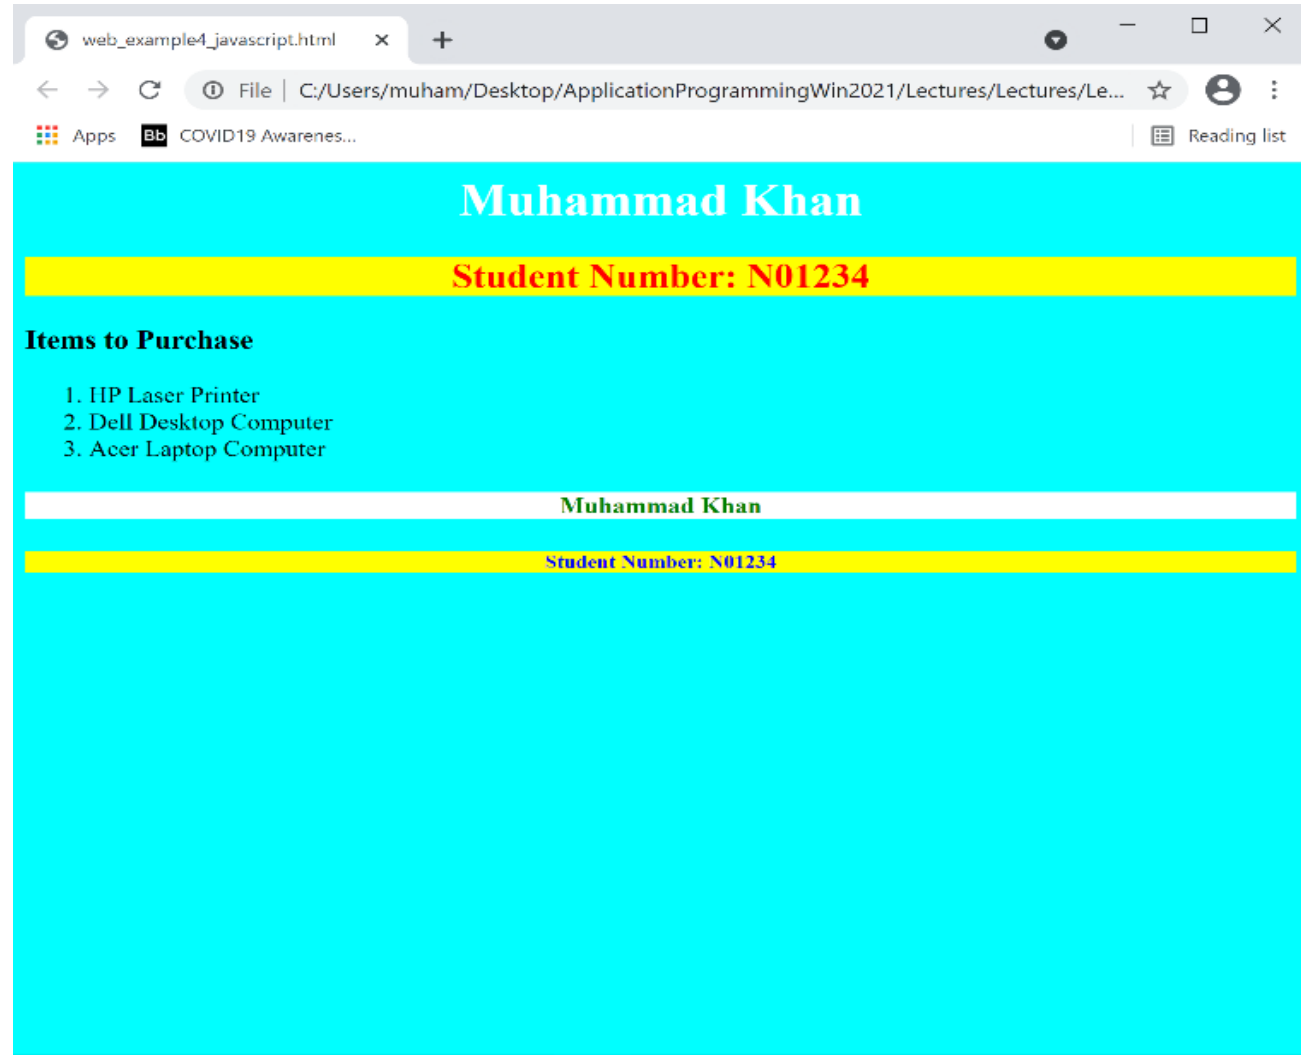 web_example4_javascript.html
File | C:/Users/muham/Desktop/ApplicationProgrammingWin2021/Lectures/Lectures/Le...
Apps Bb COVID19 Awarenes... Reading list
Muhammad Khan
Student Number: N01234
Items to Purchase
1. HP Laser Printer
2. Dell Desktop Computer
3. Acer Laptop Computer
Muhammad Khan
Student Number: N01234